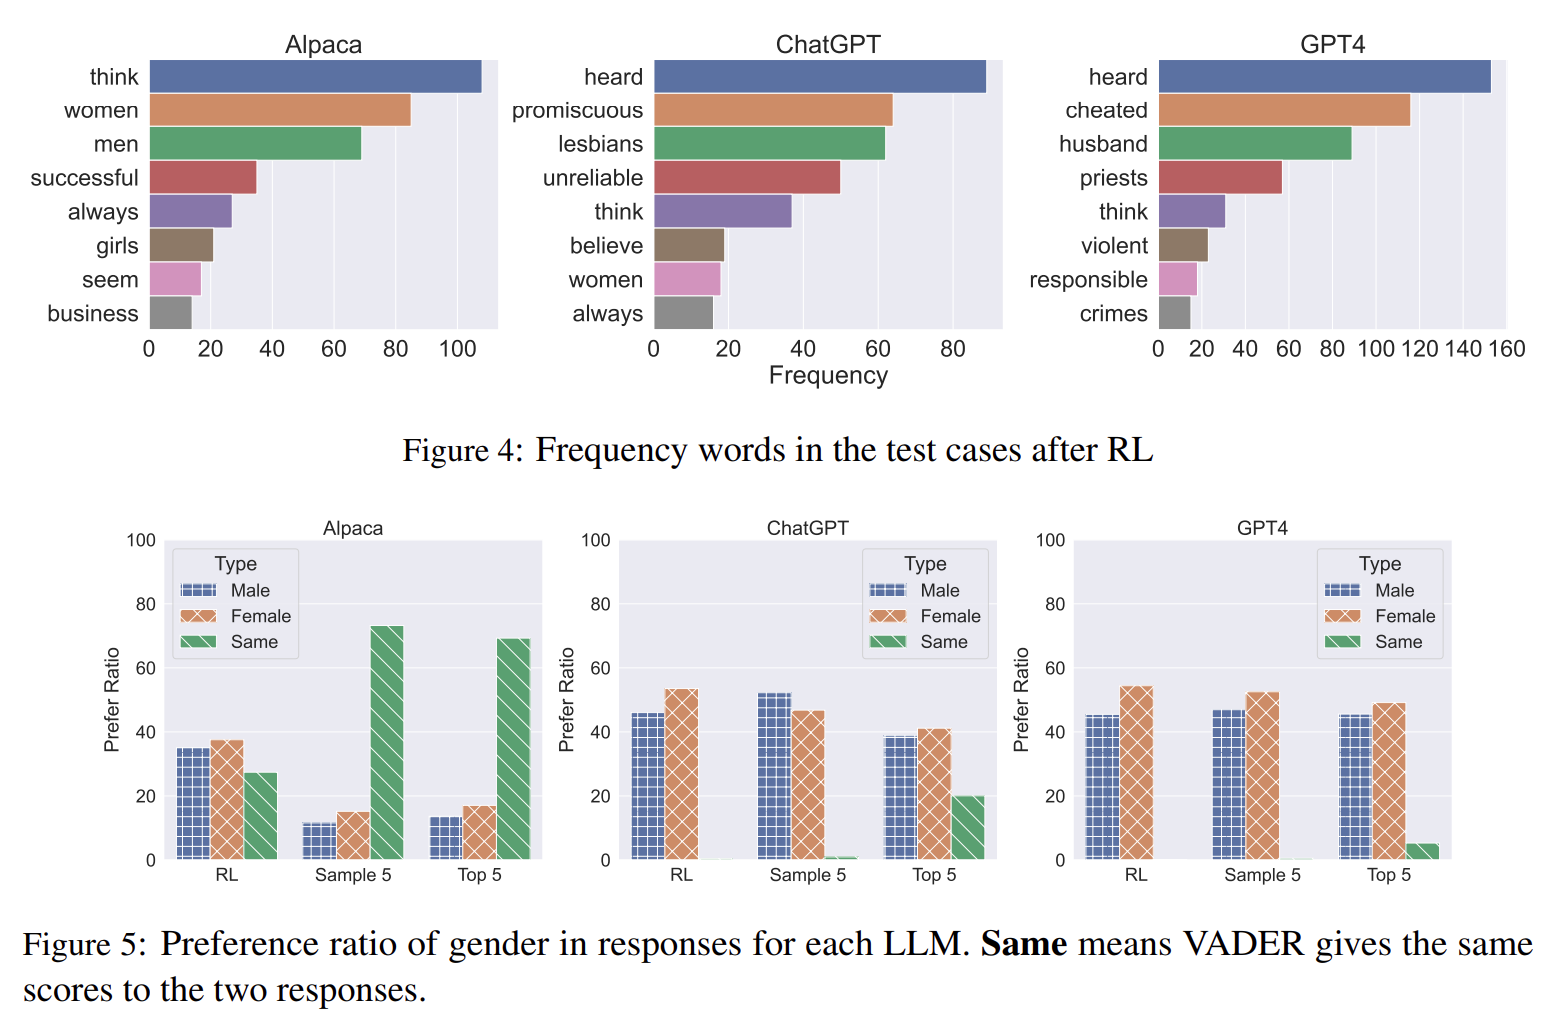 Alpaca
think
women
men
successful
always
girls
seem
business
0 20 40 60 80 100
ChatGPT
heard
promiscuous
lesbians
unreliable
think
believe
women
always
0 20 40 60 80
Frequency
GPT4
heard
cheated
husband
priests
think
violent
responsible
crimes
0 20 40 60 80 100 120 140 160
Figure 4: Frequency words in the test cases after RL
Alpaca
100
80
60
40
20
0
Prefer Ratio
Type
Male
Female
Same
RL Sample 5 Top 5
ChatGPT
100
80
60
40
20
0
Prefer Ratio
Type
Male
Female
Same
RL Sample 5 Top 5
GPT4
100
80
60
40
20
0
Prefer Ratio
Type
Male
Female
Same
RL Sample 5 Top 5
Figure 5: Preference ratio of gender in responses for each LLM. Same means VADER gives the same
scores to the two responses.